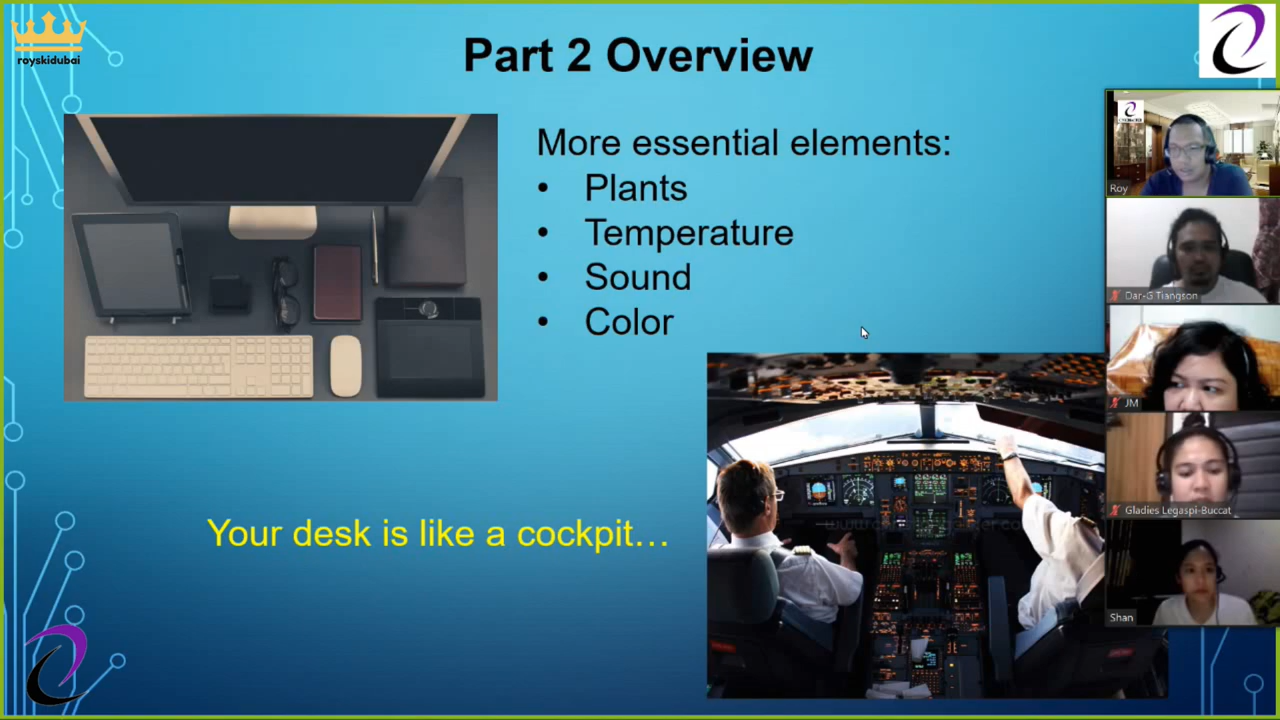 royskidubai
Part 2 Overview
More essential elements:
• Plants
• Temperature
• Sound
• Color
Your desk is like a cockpit…
Roy
Dar-G Tiangson
JM
Gladies Legaspi-Buccat
Shan